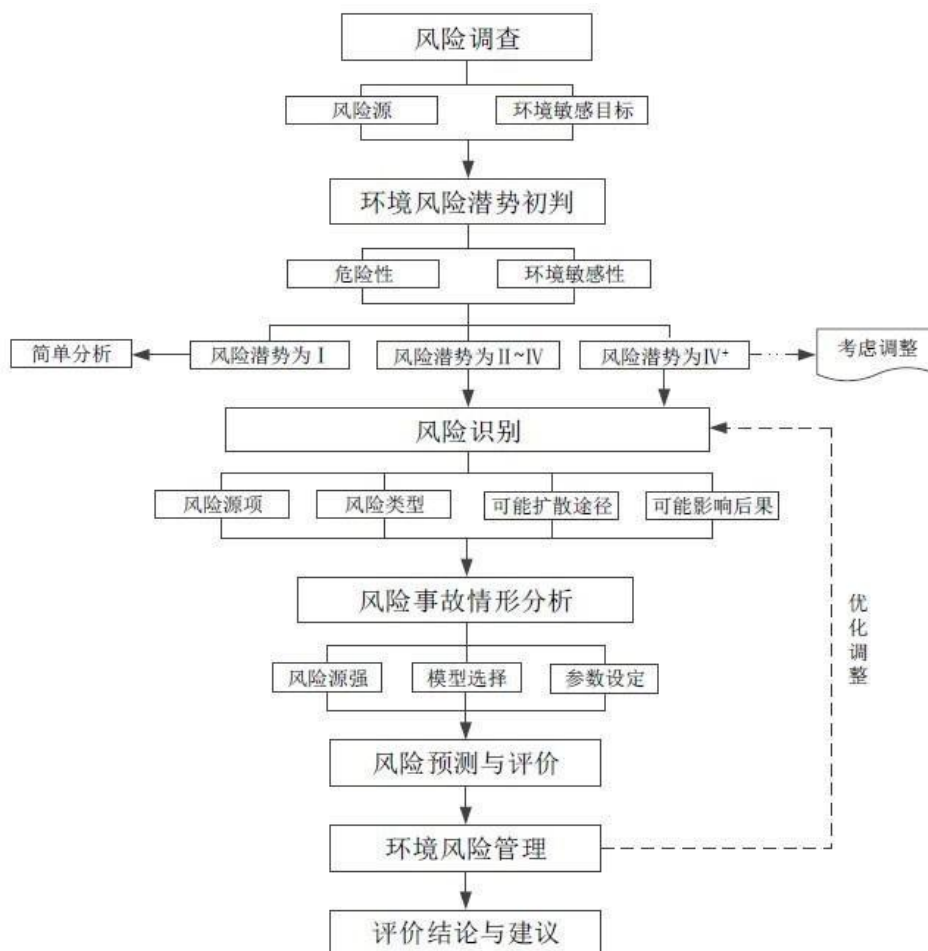 风险调查
风险源
环境敏感目标
环境风险潜势初判
危险性
环境敏感性
简单分析
风险潜势为Ⅰ
风险潜势为Ⅱ~Ⅳ
风险潜势为Ⅳ⁺
考虑调整
风险识别
风险源项
风险类型
可能扩散途径
可能影响后果
风险事故情形分析
风险源强
模型选择
参数设定
优化调整
风险预测与评价
环境风险管理
评价结论与建议